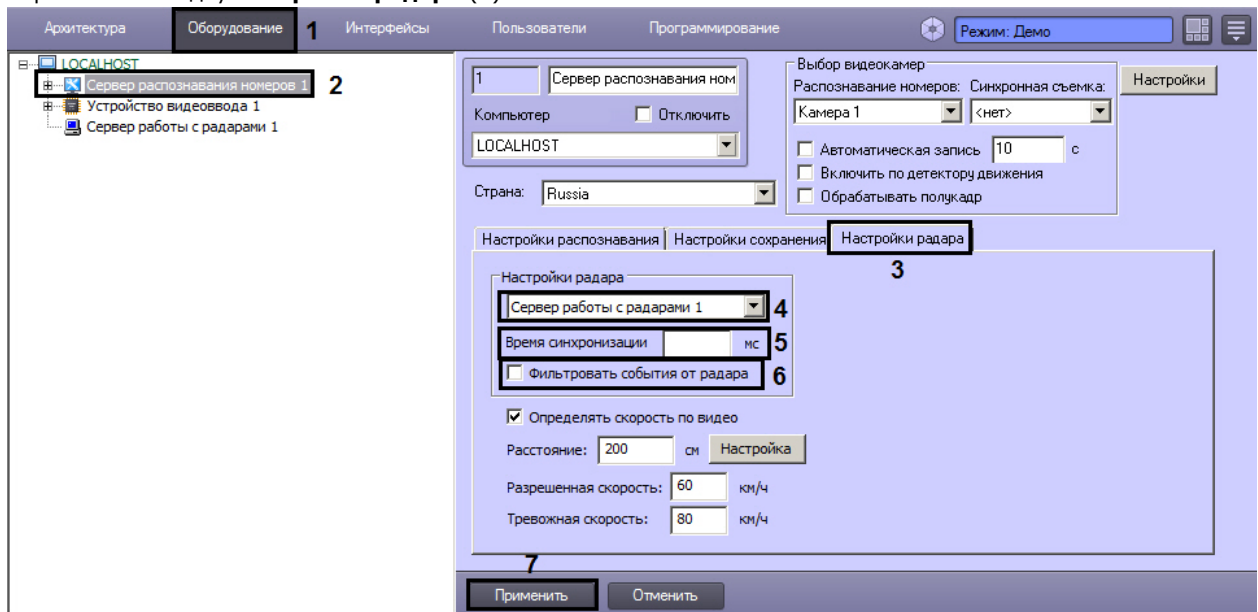 Архитектура Оборудование 1 Интерфейсы Пользователи Программирование Режим: Демо
LOCALHOST
Сервер распознавания номеров 1 2
Устройство видеоввода 1
Сервер работы с радарами 1
1 Сервер распознавания ном
Компьютер Отключить
LOCALHOST
Страна: Russia
Выбор видеокамер
Распознавание номеров: Синхронная съемка:
Камера 1 <нет>
Автоматическая запись 10 с
Включить по детектору движения
Обрабатывать полукадр
Настройки
Настройки распознавания Настройки сохранения Настройки радара
3
Настройки радара
Сервер работы с радарами 1 4
Время синхронизации мс 5
Фильтровать события от радара 6
Определять скорость по видео
Расстояние: 200 см Настройка
Разрешенная скорость: 60 км/ч
Тревожная скорость: 80 км/ч
7
Применить Отменить